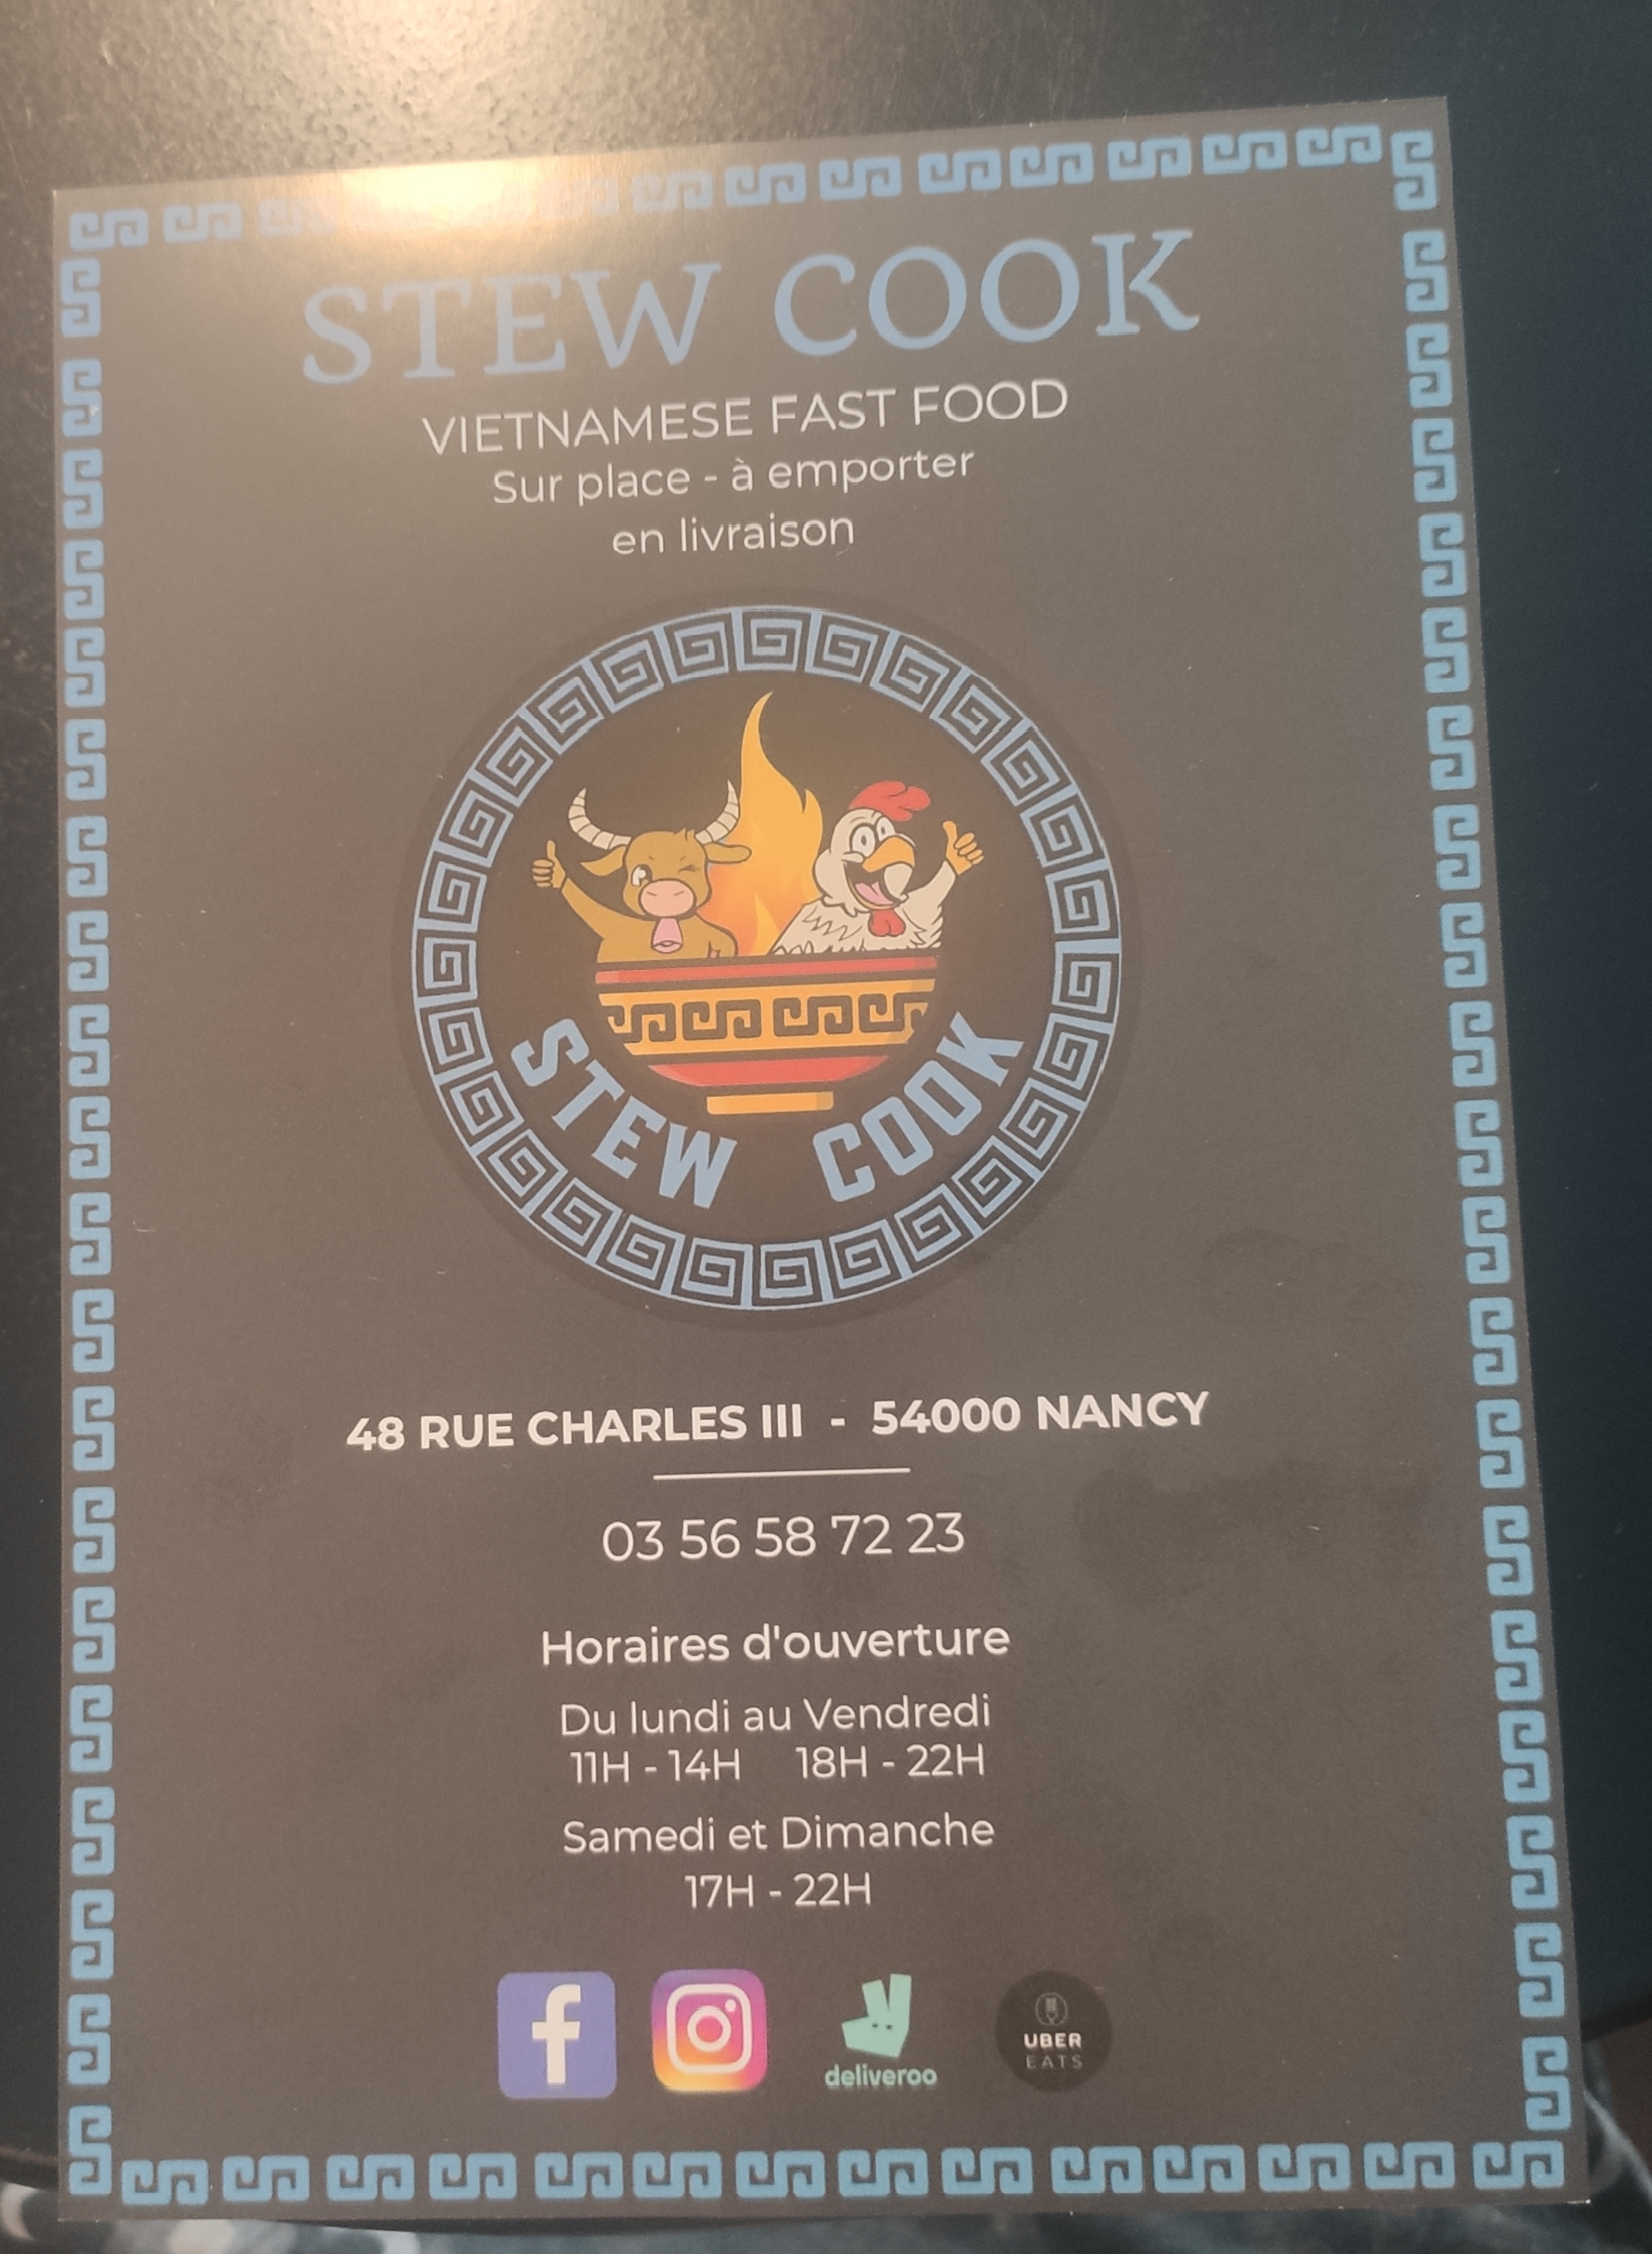 STEW COOK
VIETNAMESE FAST FOOD
Sur place - à emporter
en livraison
STEW COOK
48 RUE CHARLES III - 54000 NANCY
03 56 58 72 23
Horaires d'ouverture
Du lundi au Vendredi
11H - 14H 18H - 22H
Samedi et Dimanche
17H - 22H
deliveroo
UBER
EATS